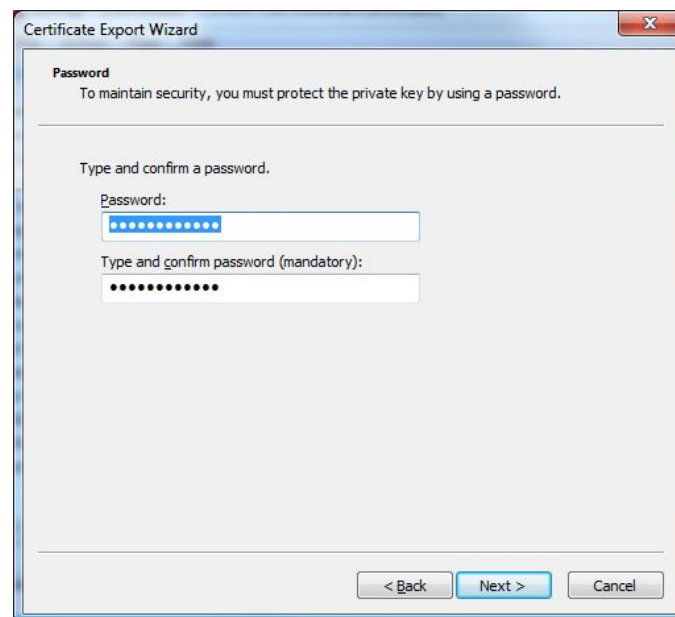 Certificate Export Wizard
Password
To maintain security, you must protect the private key by using a password.
Type and confirm a password.
Password:
●●●●●●●●●●●●
Type and confirm password (mandatory):
●●●●●●●●●●●●
< Back
Next >
Cancel